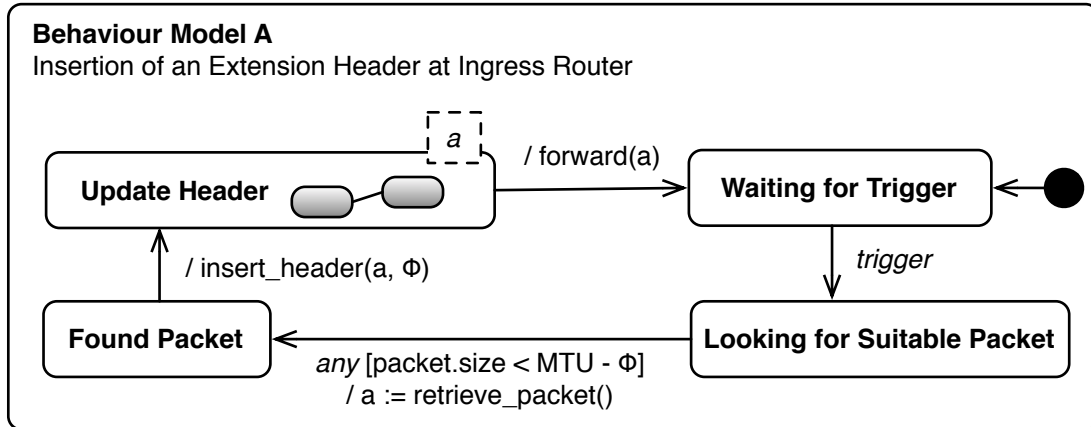 Behaviour Model A
Insertion of an Extension Header at Ingress Router
a
/ forward(a)
Update Header
Waiting for Trigger
/ insert_header(a, Φ)
trigger
Found Packet
Looking for Suitable Packet
any [packet.size < MTU - Φ]
/ a := retrieve_packet()